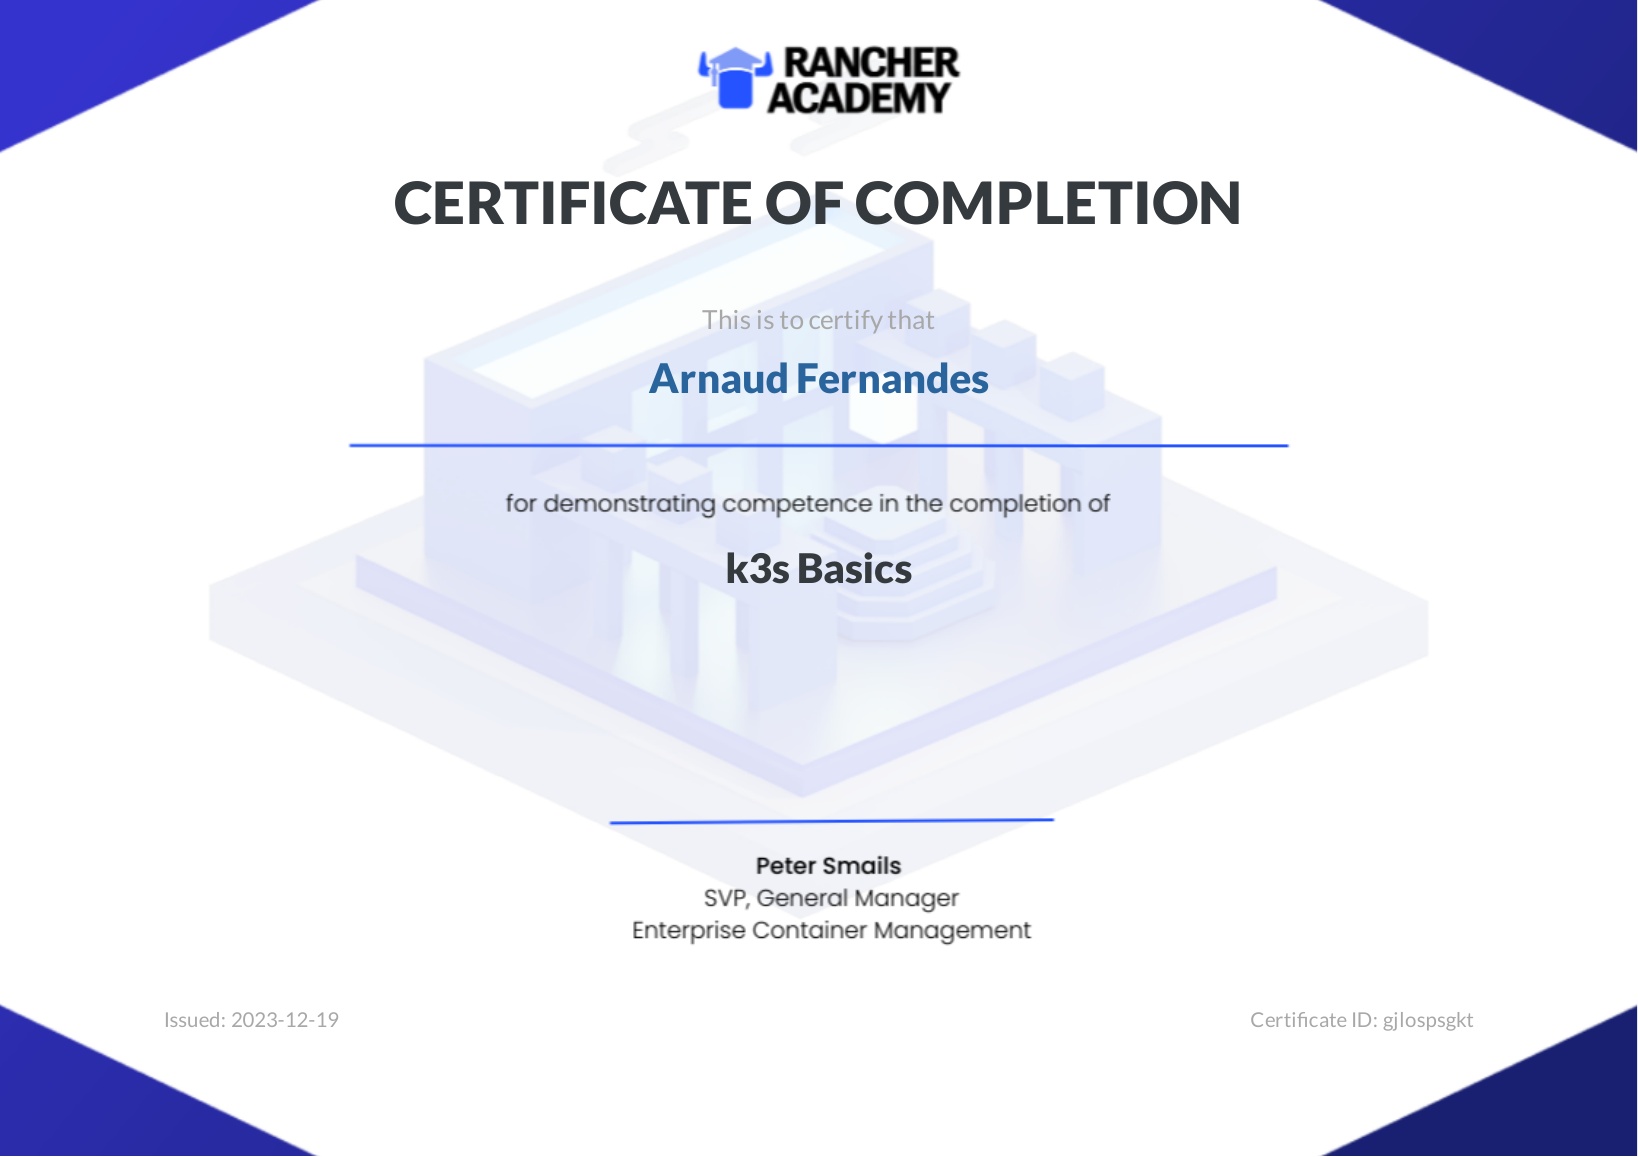 RANCHER
ACADEMY
CERTIFICATE OF COMPLETION
This is to certify that
Arnaud Fernandes
for demonstrating competence in the completion of
k3s Basics
Peter Smails
SVP, General Manager
Enterprise Container Management
Issued: 2023-12-19
Certificate ID: gjlospsgkt